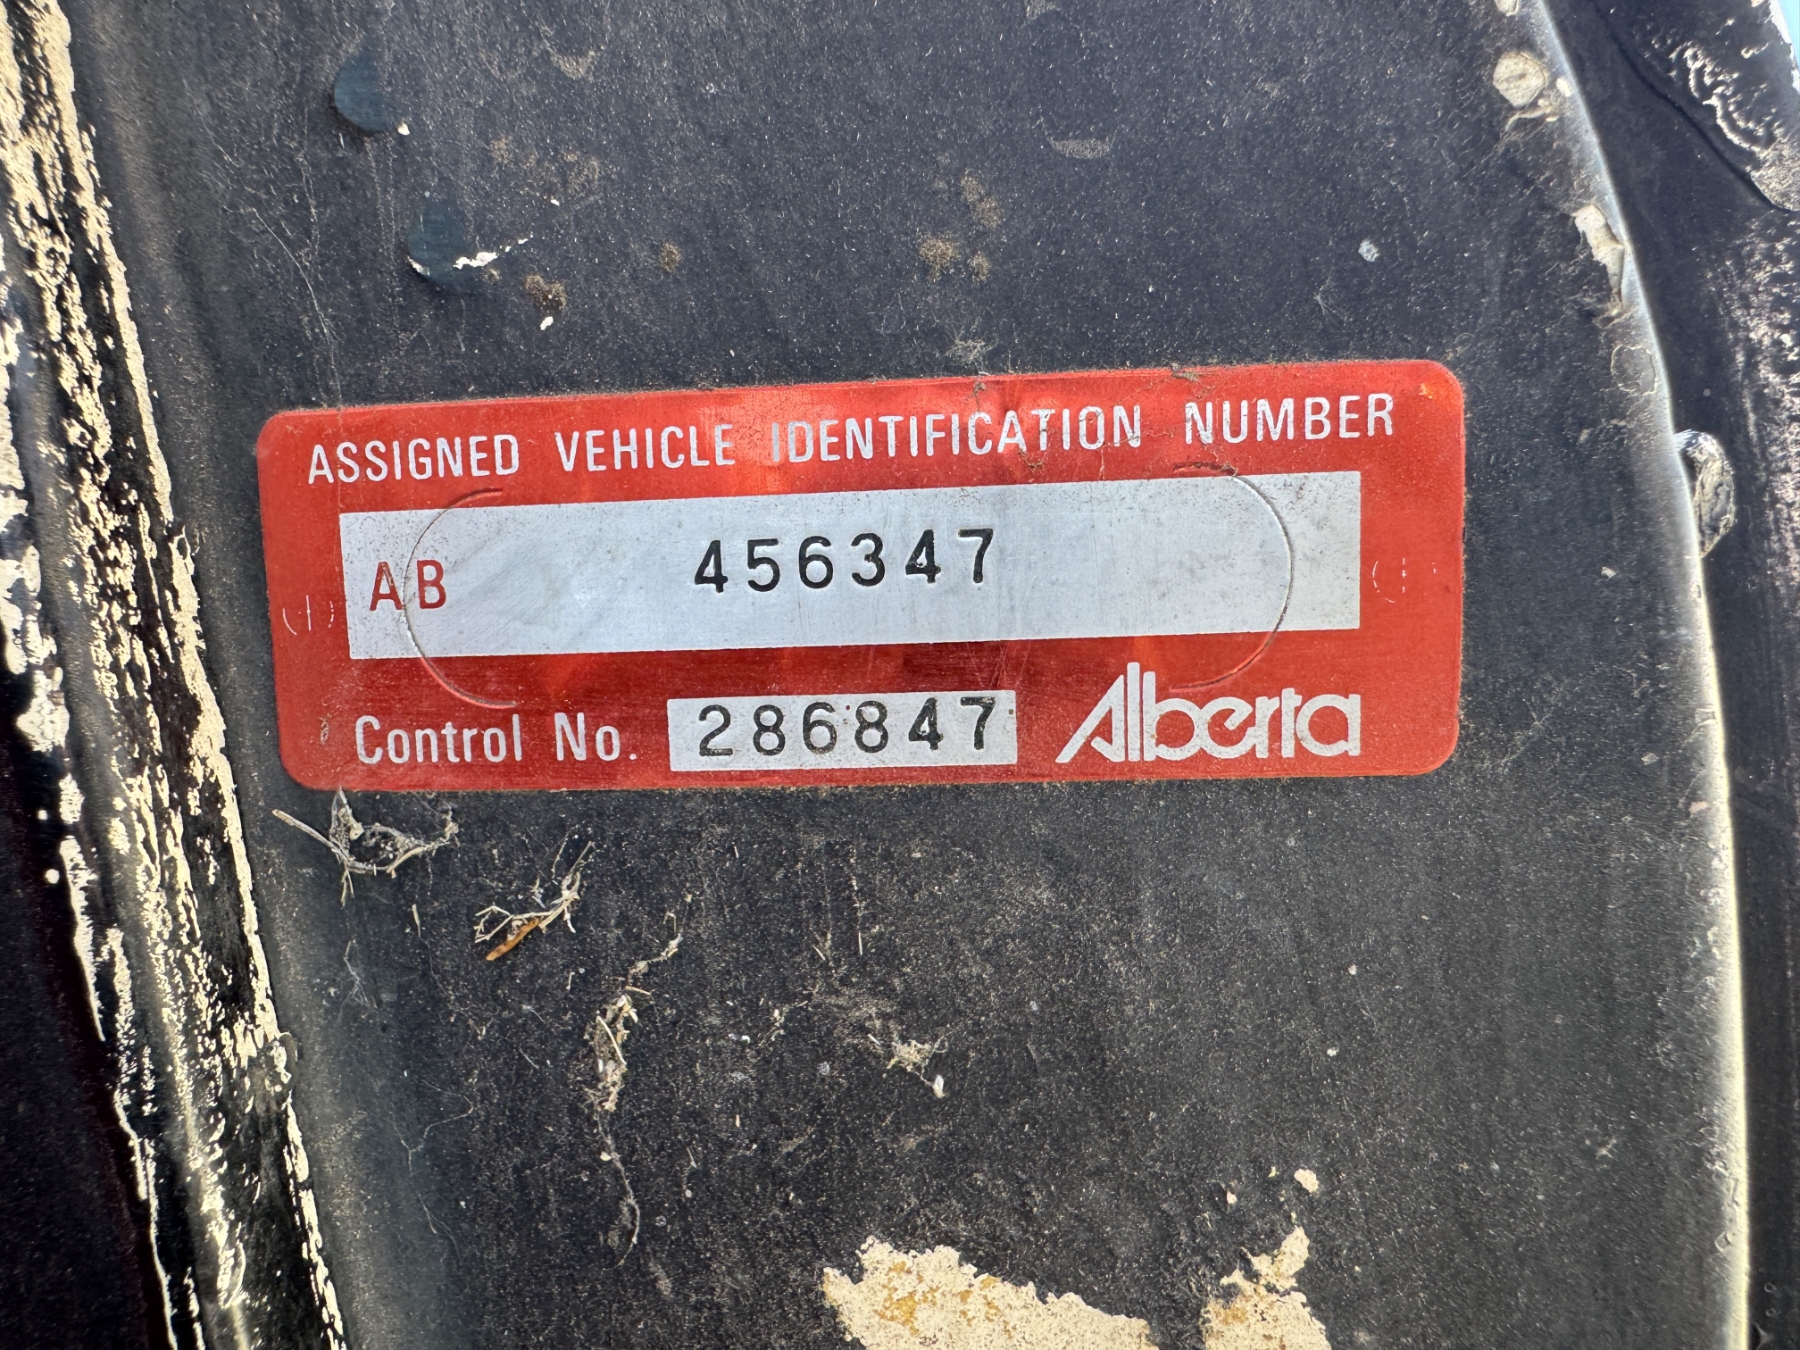 ASSIGNED VEHICLE IDENTIFICATION NUMBER
AB 456347
Control No. 286847 Alberta